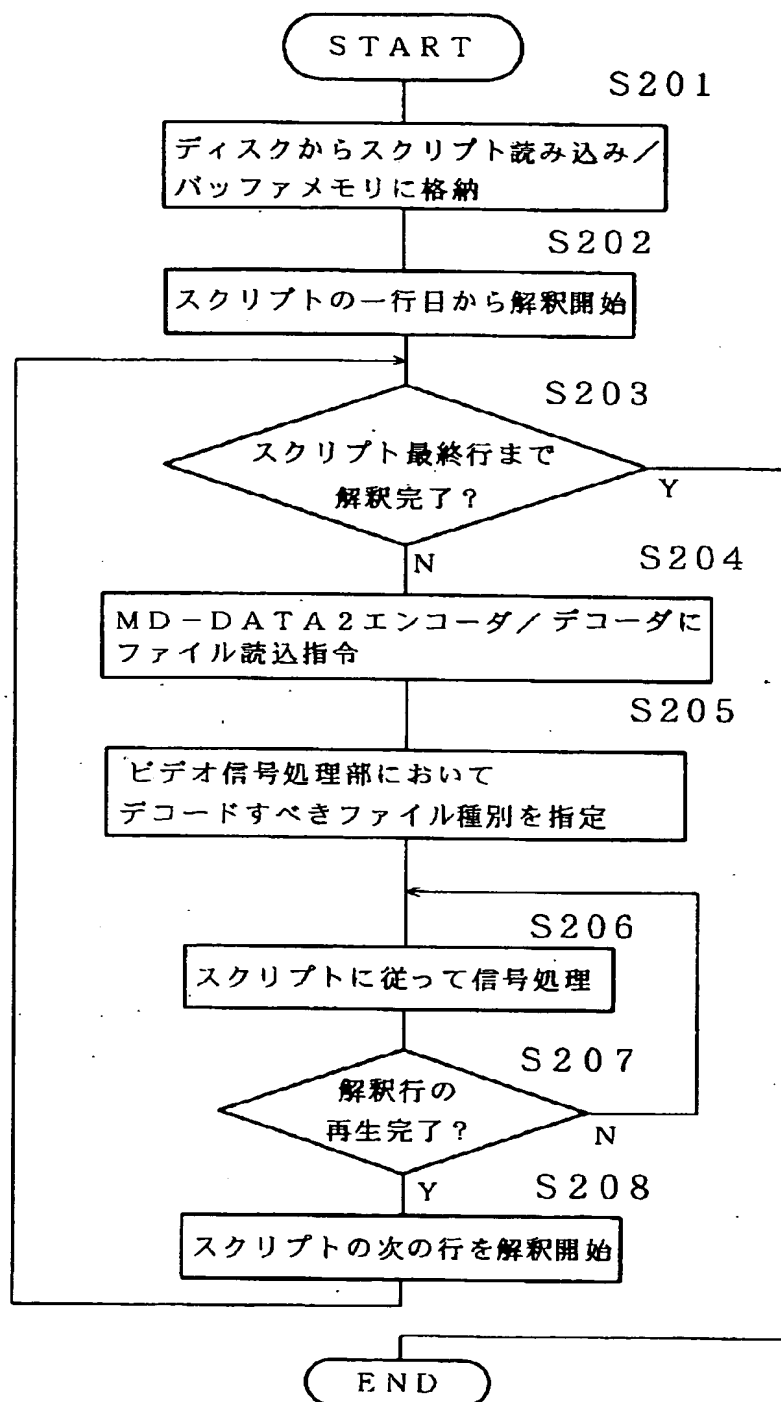 START
S201
ディスクからスクリプト読み込み/
バッファメモリに格納
S202
スクリプトの一行日から解釈開始
S203
スクリプト最終行まで
解釈完了?
Y
N
S204
MD-DATA2エンコーダ/デコーダに
ファイル読込指令
S205
ビデオ信号処理部において
デコードすべきファイル種別を指定
S206
スクリプトに従って信号処理
S207
解釈行の
再生完了?
N
Y
S208
スクリプトの次の行を解釈開始
END